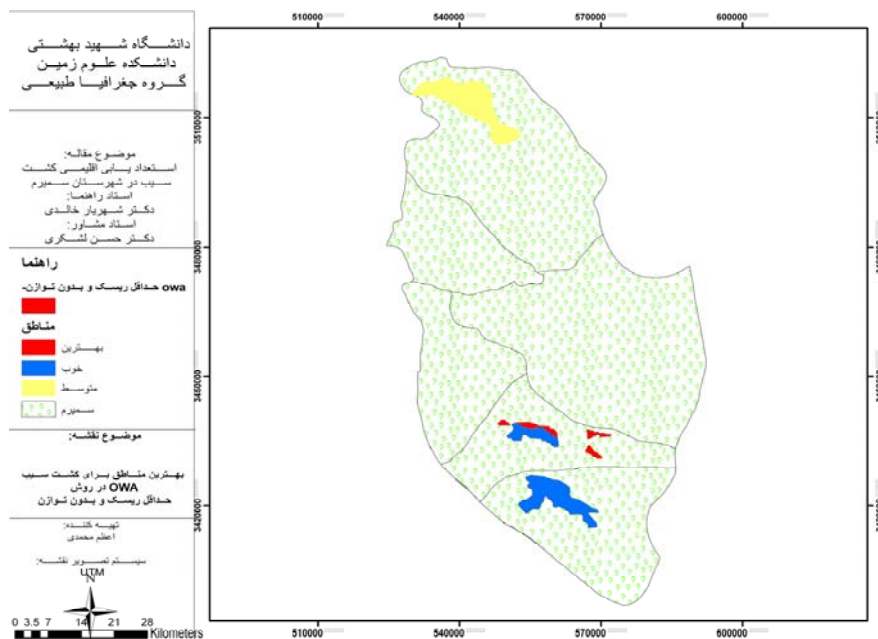 دانشگاه شهید بهشتی
دانشکده علوم زمین
گروه جغرافیا طبیعی
موضوع مقاله:
استعداد یابی اقلیمی کشت
سیب در شهرستان سمیرم
استاد راهنما:
دکتر شهریار خالدی
استاد مشاور:
دکتر حسن لشکری
راهنما
owa حداقل ریسک و بدون توازن-
مناطق
بهترین
خوب
متوسط
سمیرم
موضوع نقشه:
بهترین مناطق برای کشت سیب
در روش OWA
حداقل ریسک و بدون توازن
تهیه کننده:
اعظم محمدی
سیستم تصویر نقشه:
UTM
N
0 3.5 7 14 21 28 Kilometers
510000 540000 570000 600000
3510000
3480000
3420000
510000 540000 570000 600000